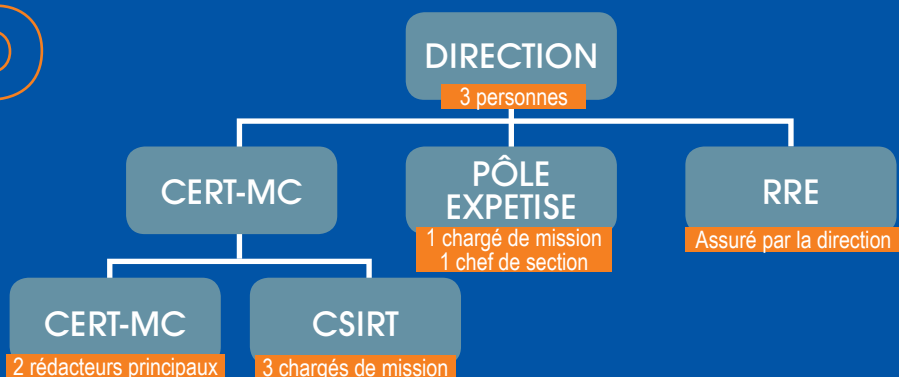 DIRECTION
3 personnes
CERT-MC
PÔLE
EXPETISE
1 chargé de mission
1 chef de section
RRE
Assuré par la direction
CERT-MC
2 rédacteurs principaux
CSIRT
3 chargés de mission